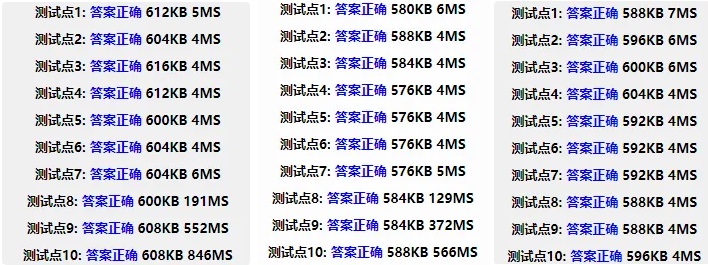 测试点1: 答案正确 612KB 5MS
测试点2: 答案正确 604KB 4MS
测试点3: 答案正确 616KB 4MS
测试点4: 答案正确 612KB 4MS
测试点5: 答案正确 600KB 4MS
测试点6: 答案正确 604KB 4MS
测试点7: 答案正确 604KB 6MS
测试点8: 答案正确 600KB 191MS
测试点9: 答案正确 608KB 552MS
测试点10: 答案正确 608KB 846MS
测试点1: 答案正确 580KB 6MS
测试点2: 答案正确 588KB 4MS
测试点3: 答案正确 584KB 4MS
测试点4: 答案正确 576KB 4MS
测试点5: 答案正确 576KB 4MS
测试点6: 答案正确 576KB 4MS
测试点7: 答案正确 576KB 5MS
测试点8: 答案正确 584KB 129MS
测试点9: 答案正确 584KB 372MS
测试点10: 答案正确 588KB 566MS
测试点1: 答案正确 588KB 7MS
测试点2: 答案正确 596KB 6MS
测试点3: 答案正确 600KB 6MS
测试点4: 答案正确 604KB 4MS
测试点5: 答案正确 592KB 4MS
测试点6: 答案正确 592KB 4MS
测试点7: 答案正确 592KB 4MS
测试点8: 答案正确 588KB 4MS
测试点9: 答案正确 588KB 4MS
测试点10: 答案正确 596KB 4MS